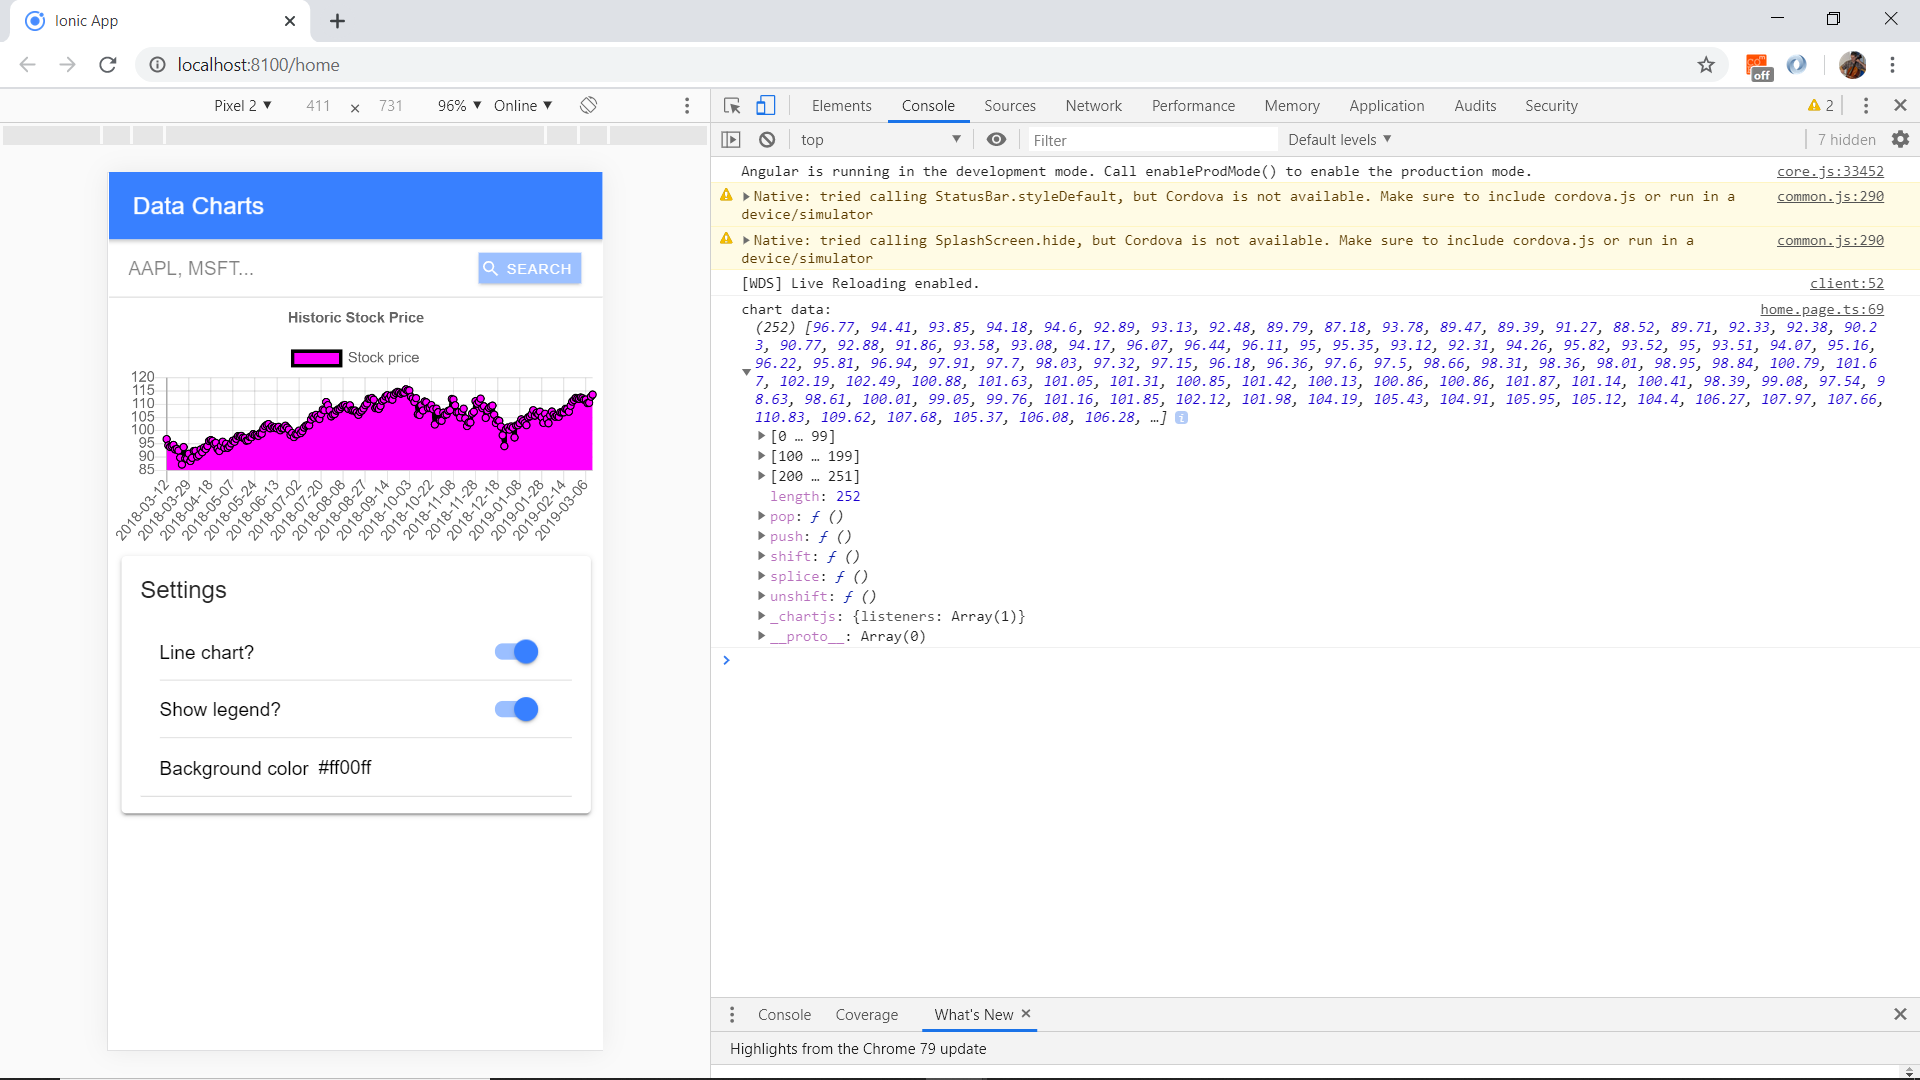 Ionic App
localhost:8100/home
off
Pixel 2 ▼ 411 × 731 96% ▼ Online ▼
Elements Console Sources Network Performance Memory Application Audits Security 2
top Filter Default levels ▼ 7 hidden
Data Charts
AAPL, MSFT... SEARCH
Historic Stock Price
Stock price
120
115
110
105
100
95
90
85
2018-03-12
2018-03-29
2018-04-18
2018-05-07
2018-05-24
2018-06-13
2018-07-02
2018-07-20
2018-08-08
2018-08-27
2018-09-14
2018-10-03
2018-10-22
2018-11-08
2018-11-28
2018-12-18
2019-01-08
2019-01-28
2019-02-14
2019-03-06
Settings
Line chart?
Show legend?
Background color #ff00ff
Angular is running in the development mode. Call enableProdMode() to enable the production mode. core.js:33452
Native: tried calling StatusBar.styleDefault, but Cordova is not available. Make sure to include cordova.js or run in a common.js:290
device/simulator
Native: tried calling SplashScreen.hide, but Cordova is not available. Make sure to include cordova.js or run in a common.js:290
device/simulator
[WDS] Live Reloading enabled. client:52
chart data: home.page.ts:69
(252) [96.77, 94.41, 93.85, 94.18, 94.6, 92.89, 93.13, 92.48, 89.79, 87.18, 93.78, 89.47, 89.39, 91.27, 88.52, 89.71, 92.33, 92.38, 90.2
3, 90.77, 92.88, 91.86, 93.58, 93.08, 94.17, 96.07, 96.44, 96.11, 95, 95.35, 93.12, 92.31, 94.26, 95.82, 93.52, 95, 93.51, 94.07, 95.16,
96.22, 95.81, 96.94, 97.91, 97.7, 98.03, 97.32, 97.15, 96.18, 96.36, 97.6, 97.5, 98.66, 98.31, 98.36, 98.01, 98.95, 98.84, 100.79, 101.6
7, 102.19, 102.49, 100.88, 101.63, 101.05, 101.31, 100.85, 101.42, 100.13, 100.86, 100.86, 101.87, 101.14, 100.41, 98.39, 99.08, 97.54, 9
8.63, 98.61, 100.01, 99.05, 99.76, 101.16, 101.85, 102.12, 101.98, 104.19, 105.43, 104.91, 105.95, 105.12, 104.4, 106.27, 107.97, 107.66,
110.83, 109.62, 107.68, 105.37, 106.08, 106.28, …]
[0 … 99]
[100 … 199]
[200 … 251]
length: 252
pop: ƒ ()
push: ƒ ()
shift: ƒ ()
splice: ƒ ()
unshift: ƒ ()
_chartjs: {listeners: Array(1)}
__proto__: Array(0)
Console Coverage What's New
Highlights from the Chrome 79 update